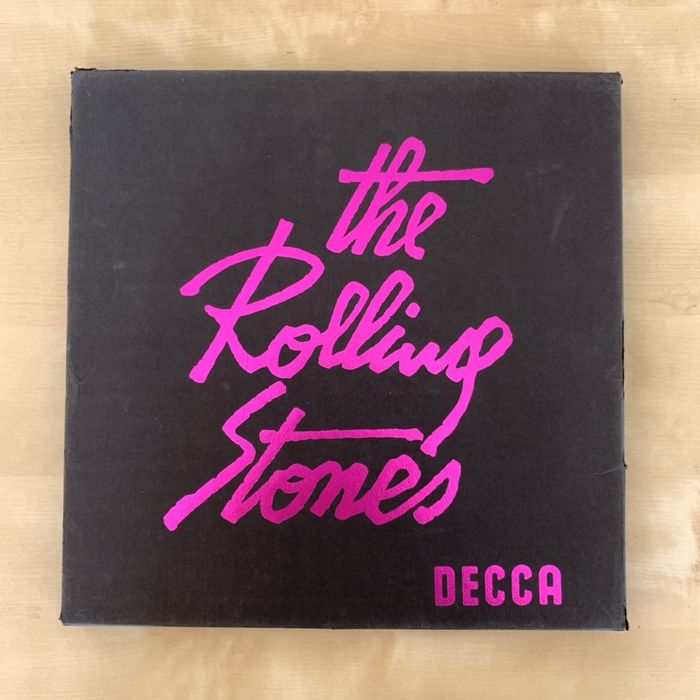 the
Rolling
Stones
DECCA